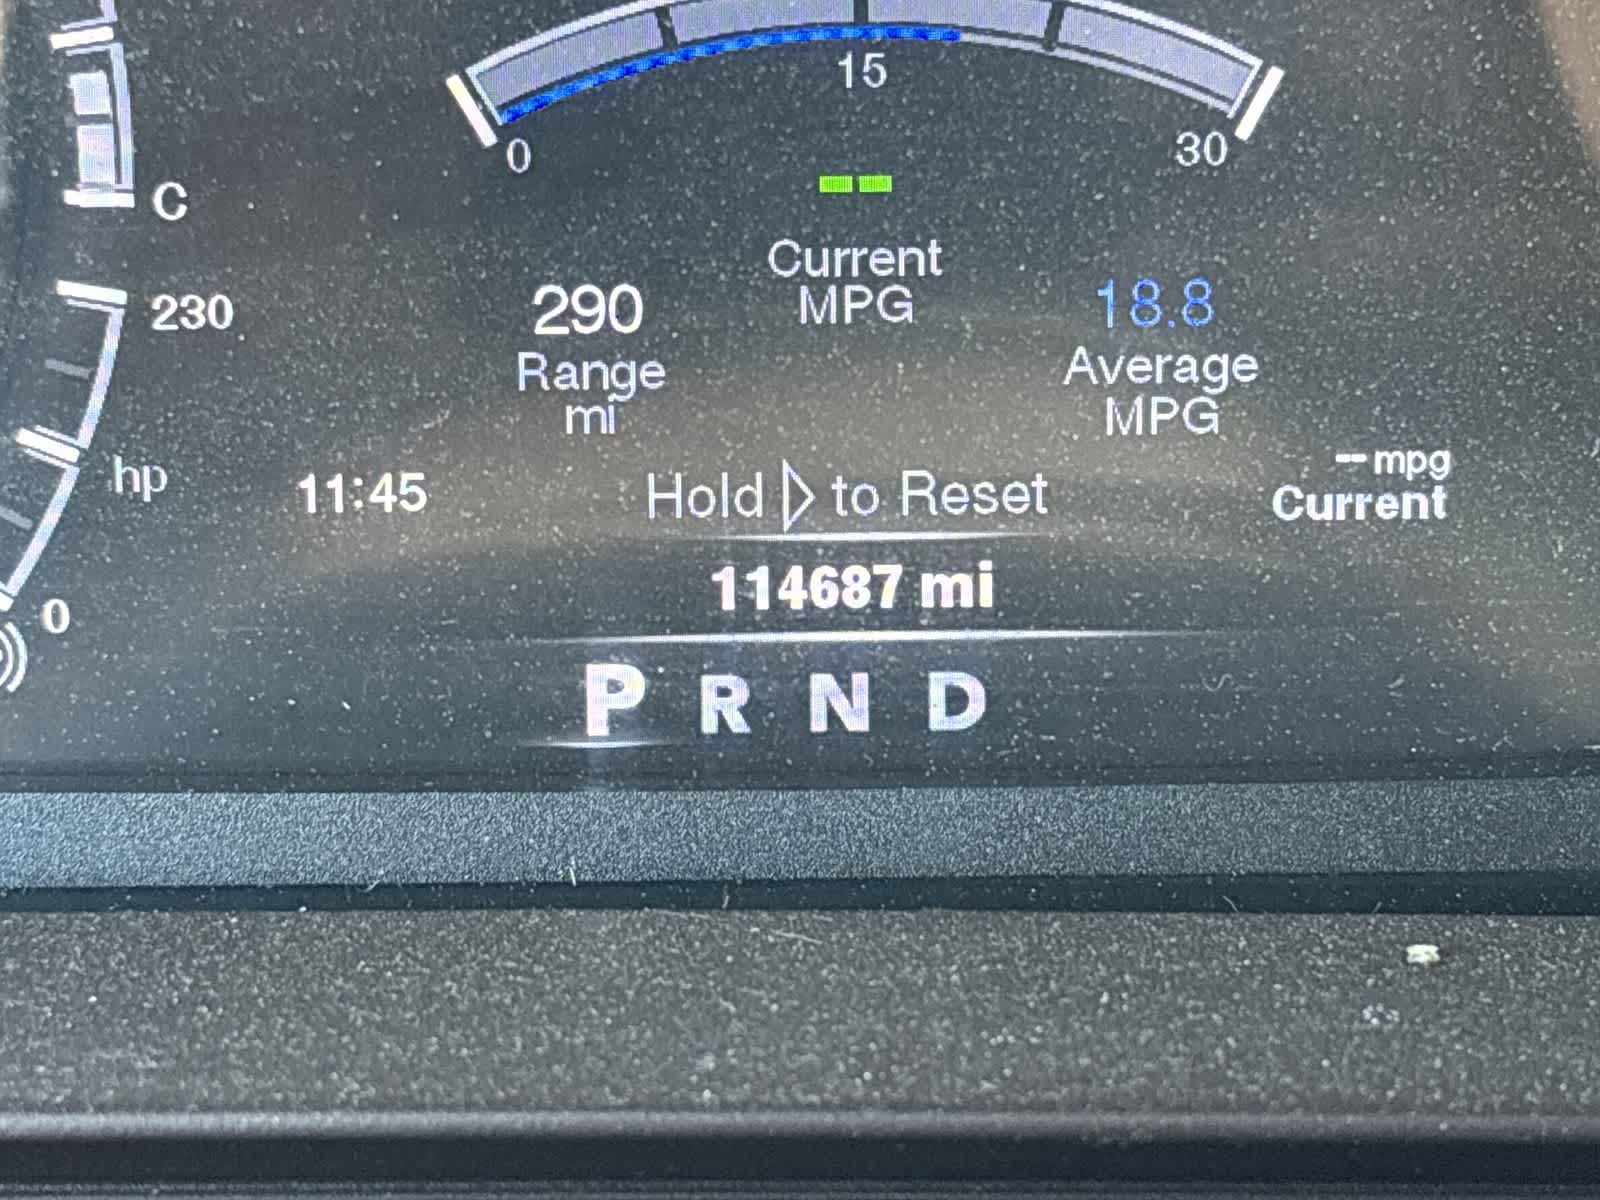 15
0
30
C
Current
MPG
230
290
Range
mi
18.8
Average
MPG
hp
11:45
Hold ▷ to Reset
-- mpg
Current
114687 mi
0
P R N D